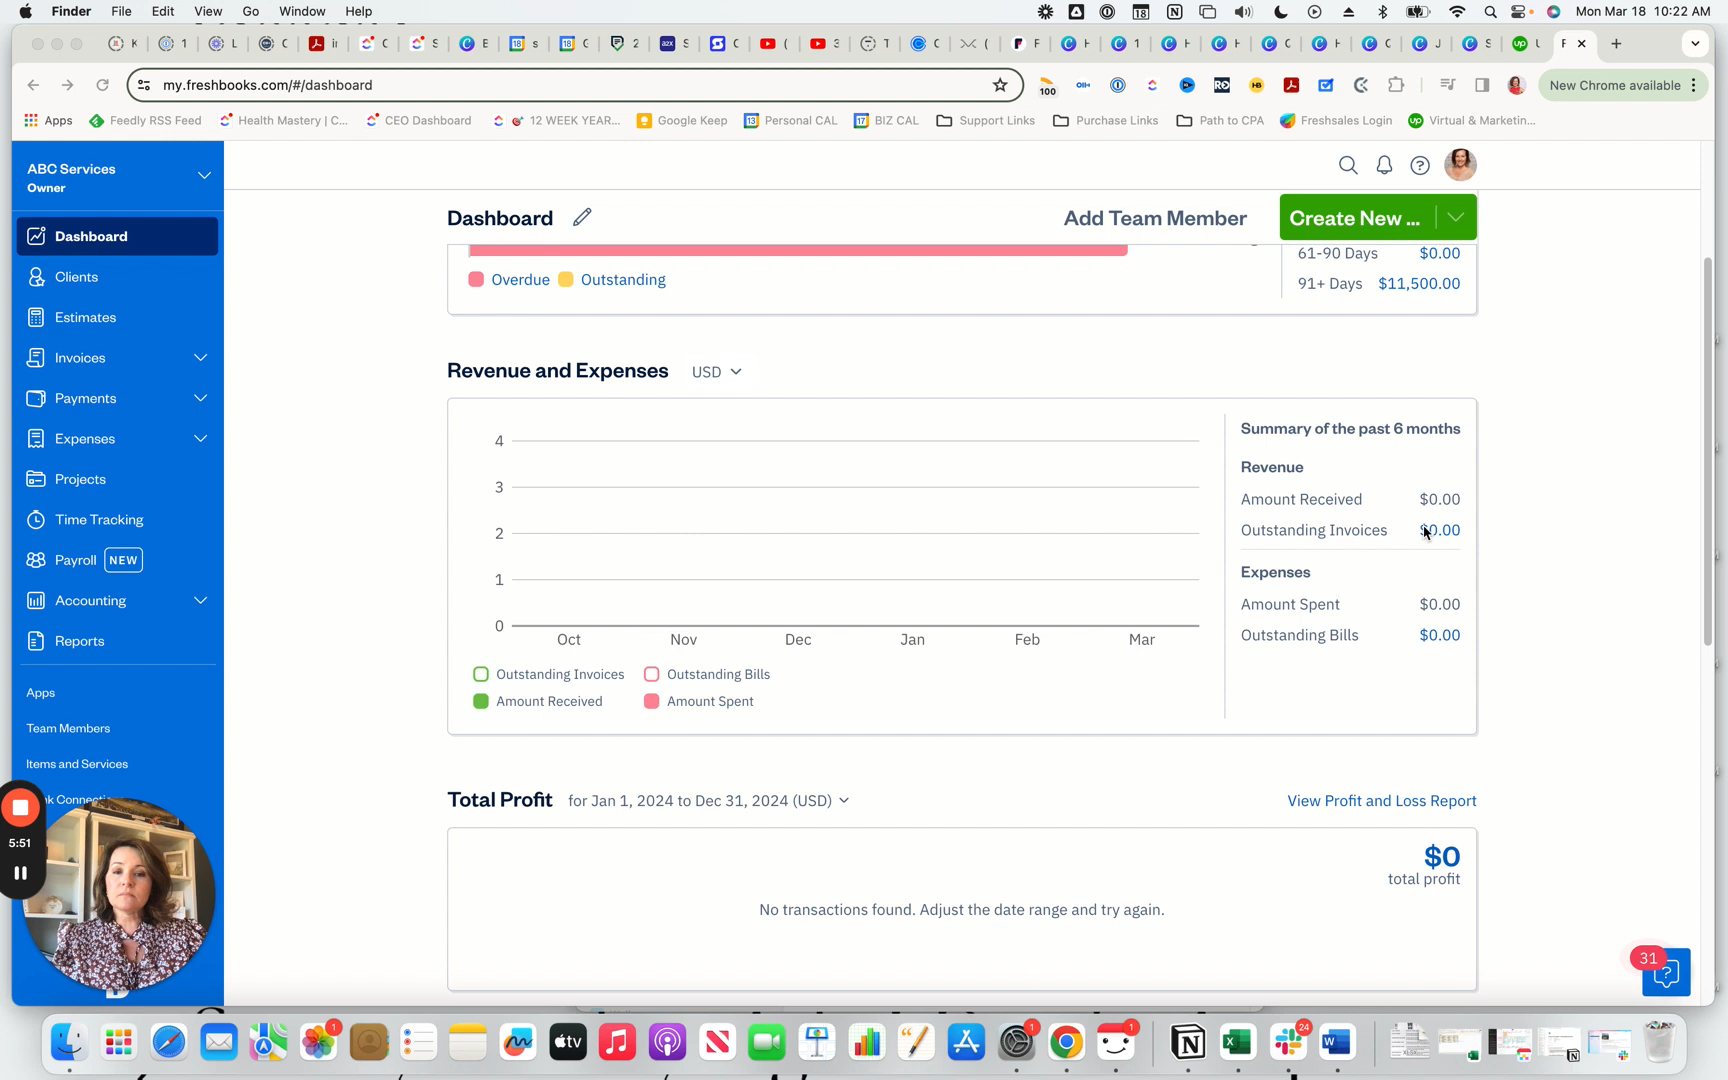 Finder File Edit View Go Window Help
18
Mon Mar 18 10:22 AM
my.freshbooks.com/#/dashboard
100
New Chrome available
Apps Feedly RSS Feed Health Mastery | C... CEO Dashboard 12 WEEK YEAR... Google Keep Personal CAL BIZ CAL Support Links Purchase Links Path to CPA Freshsales Login Virtual & Marketin...
ABC Services
Owner
Dashboard
Clients
Estimates
Invoices
Payments
Expenses
Projects
Time Tracking
Payroll NEW
Accounting
Reports
Apps
Team Members
Items and Services
5:51
Dashboard
Add Team Member
Create New ...
61-90 Days $0.00
91+ Days $11,500.00
Overdue Outstanding
Revenue and Expenses USD
4
3
2
1
0
Oct Nov Dec Jan Feb Mar
Outstanding Invoices Outstanding Bills
Amount Received Amount Spent
Summary of the past 6 months
Revenue
Amount Received $0.00
Outstanding Invoices $0.00
Expenses
Amount Spent $0.00
Outstanding Bills $0.00
Total Profit for Jan 1, 2024 to Dec 31, 2024 (USD)
View Profit and Loss Report
$0
total profit
No transactions found. Adjust the date range and try again.
31
1
tv
1
1
24